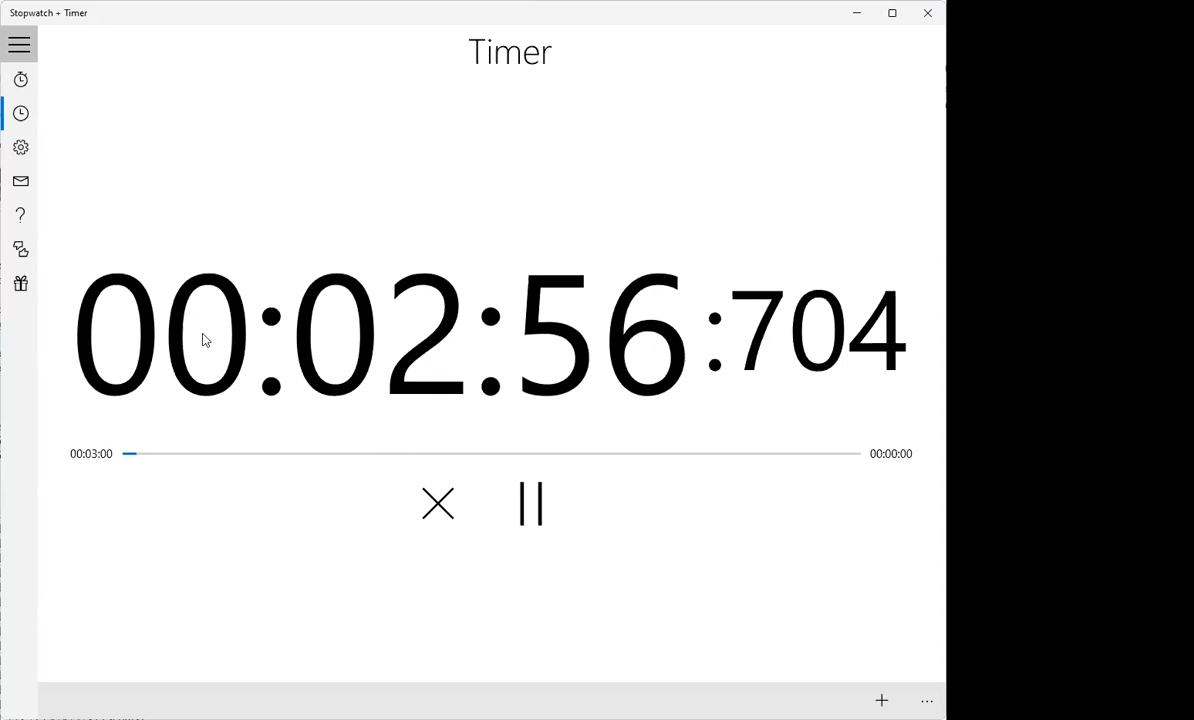 Stopwatch + Timer
Timer
00:02:56:704
00:03:00
00:00:00